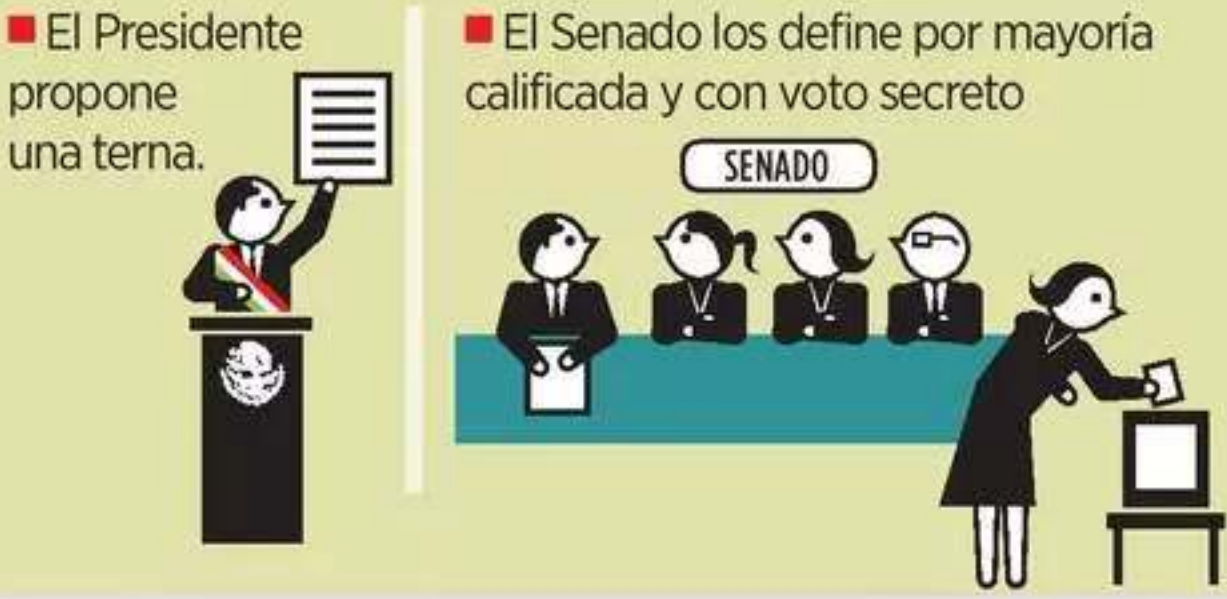 El Presidente
propone
una terna.
El Senado los define por mayoría
calificada y con voto secreto
SENADO